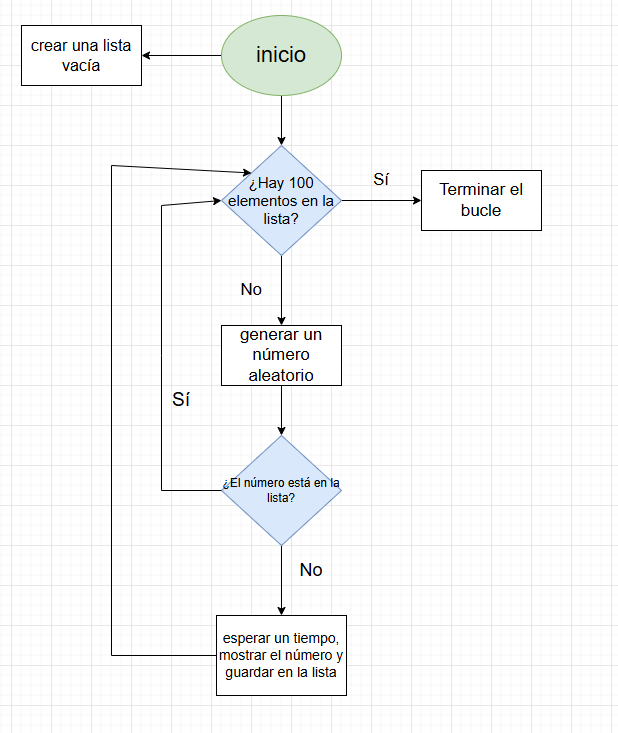 crear una lista
vacía
inicio
¿Hay 100
elementos en la
lista?
Sí
Terminar el
bucle
No
generar un
número
aleatorio
Sí
¿El número está en la
lista?
No
esperar un tiempo,
mostrar el número y
guardar en la lista